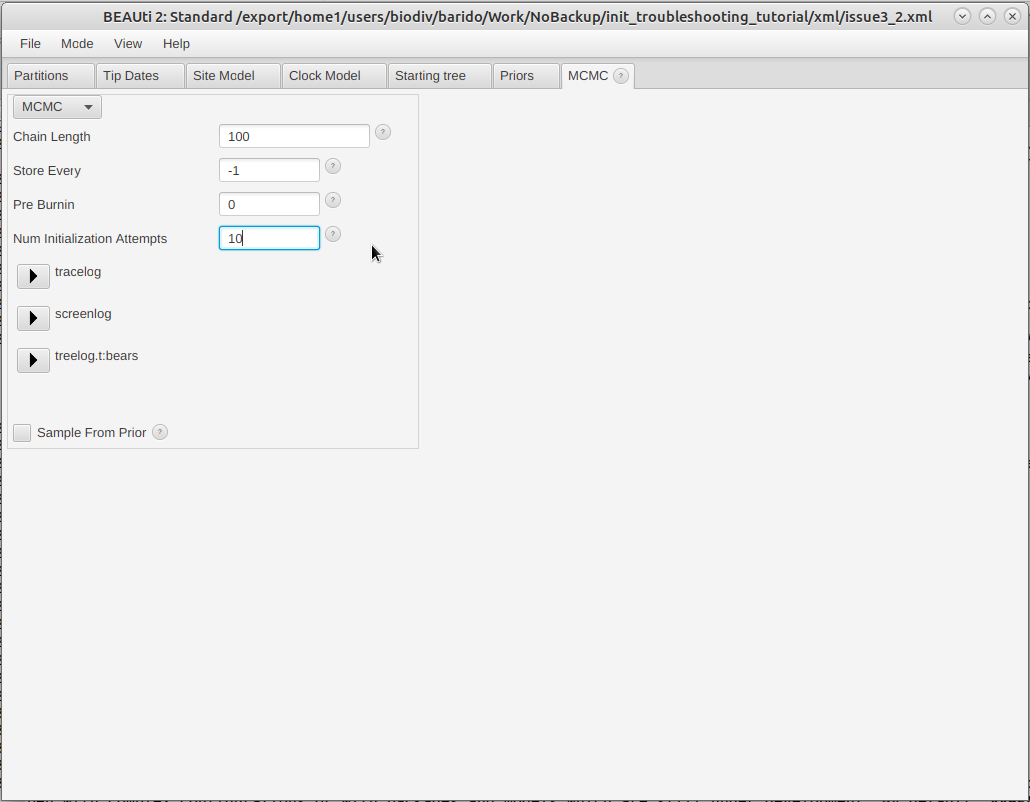 BEAUti 2: Standard /export/home1/users/biodiv/barido/Work/NoBackup/init_troubleshooting_tutorial/xml/issue3_2.xml
File Mode View Help
Partitions Tip Dates Site Model Clock Model Starting tree Priors MCMC ?
MCMC
Chain Length 100 ?
Store Every -1 ?
Pre Burnin 0 ?
Num Initialization Attempts 10 ?
tracelog
screenlog
treelog.t:bears
Sample From Prior ?